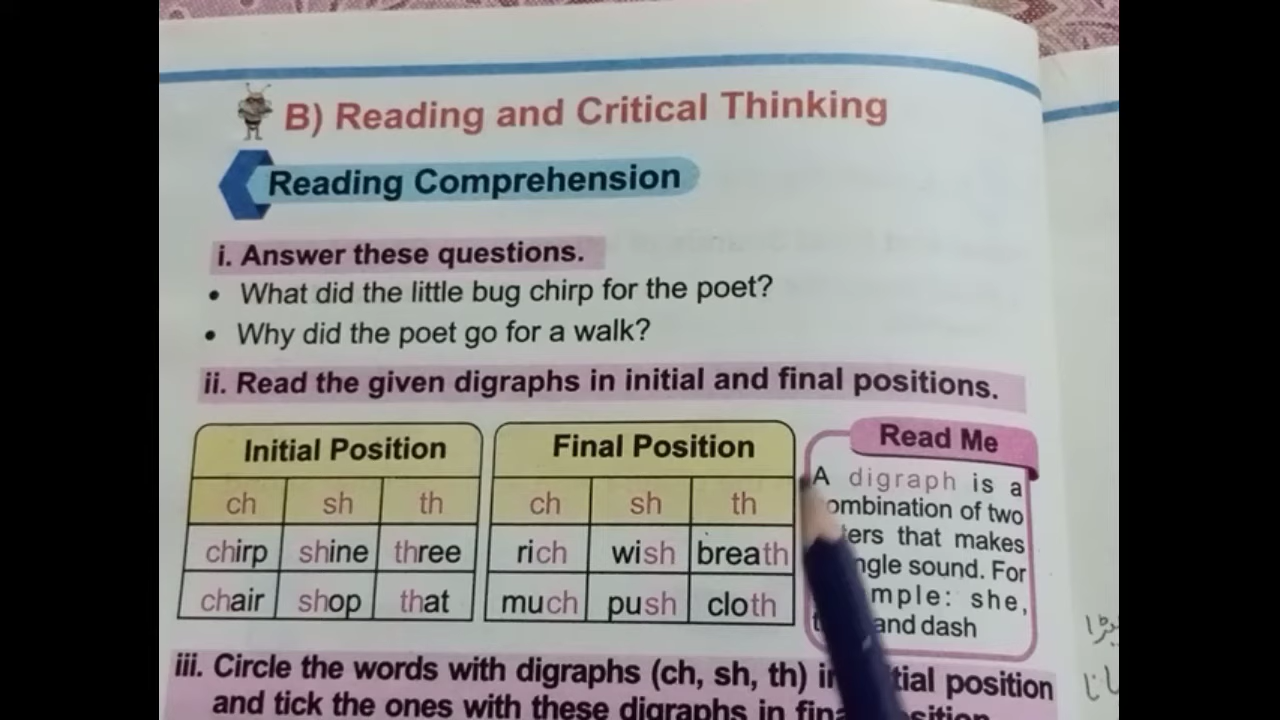 B) Reading and Critical Thinking
Reading Comprehension
i. Answer these questions.
• What did the little bug chirp for the poet?
• Why did the poet go for a walk?
ii. Read the given digraphs in initial and final positions.
Initial Position
ch sh th
chirp shine three
chair shop that
Final Position
ch sh th
rich wish breath
much push cloth
Read Me
A digraph is a
ombination of two
ters that makes
ngle sound. For
mple: she,
and dash
iii. Circle the words with digraphs (ch, sh, th) in tial position
and tick the ones with these digraphs in fina sition